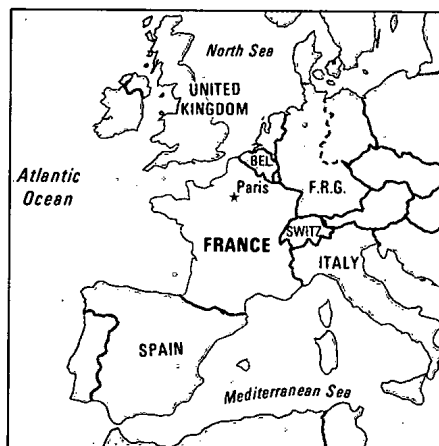 North Sea
UNITED
KINGDOM
BEL
Atlantic
Ocean
F.R.G.
Paris
SWITZ
FRANCE
ITALY
SPAIN
Mediterranean Sea